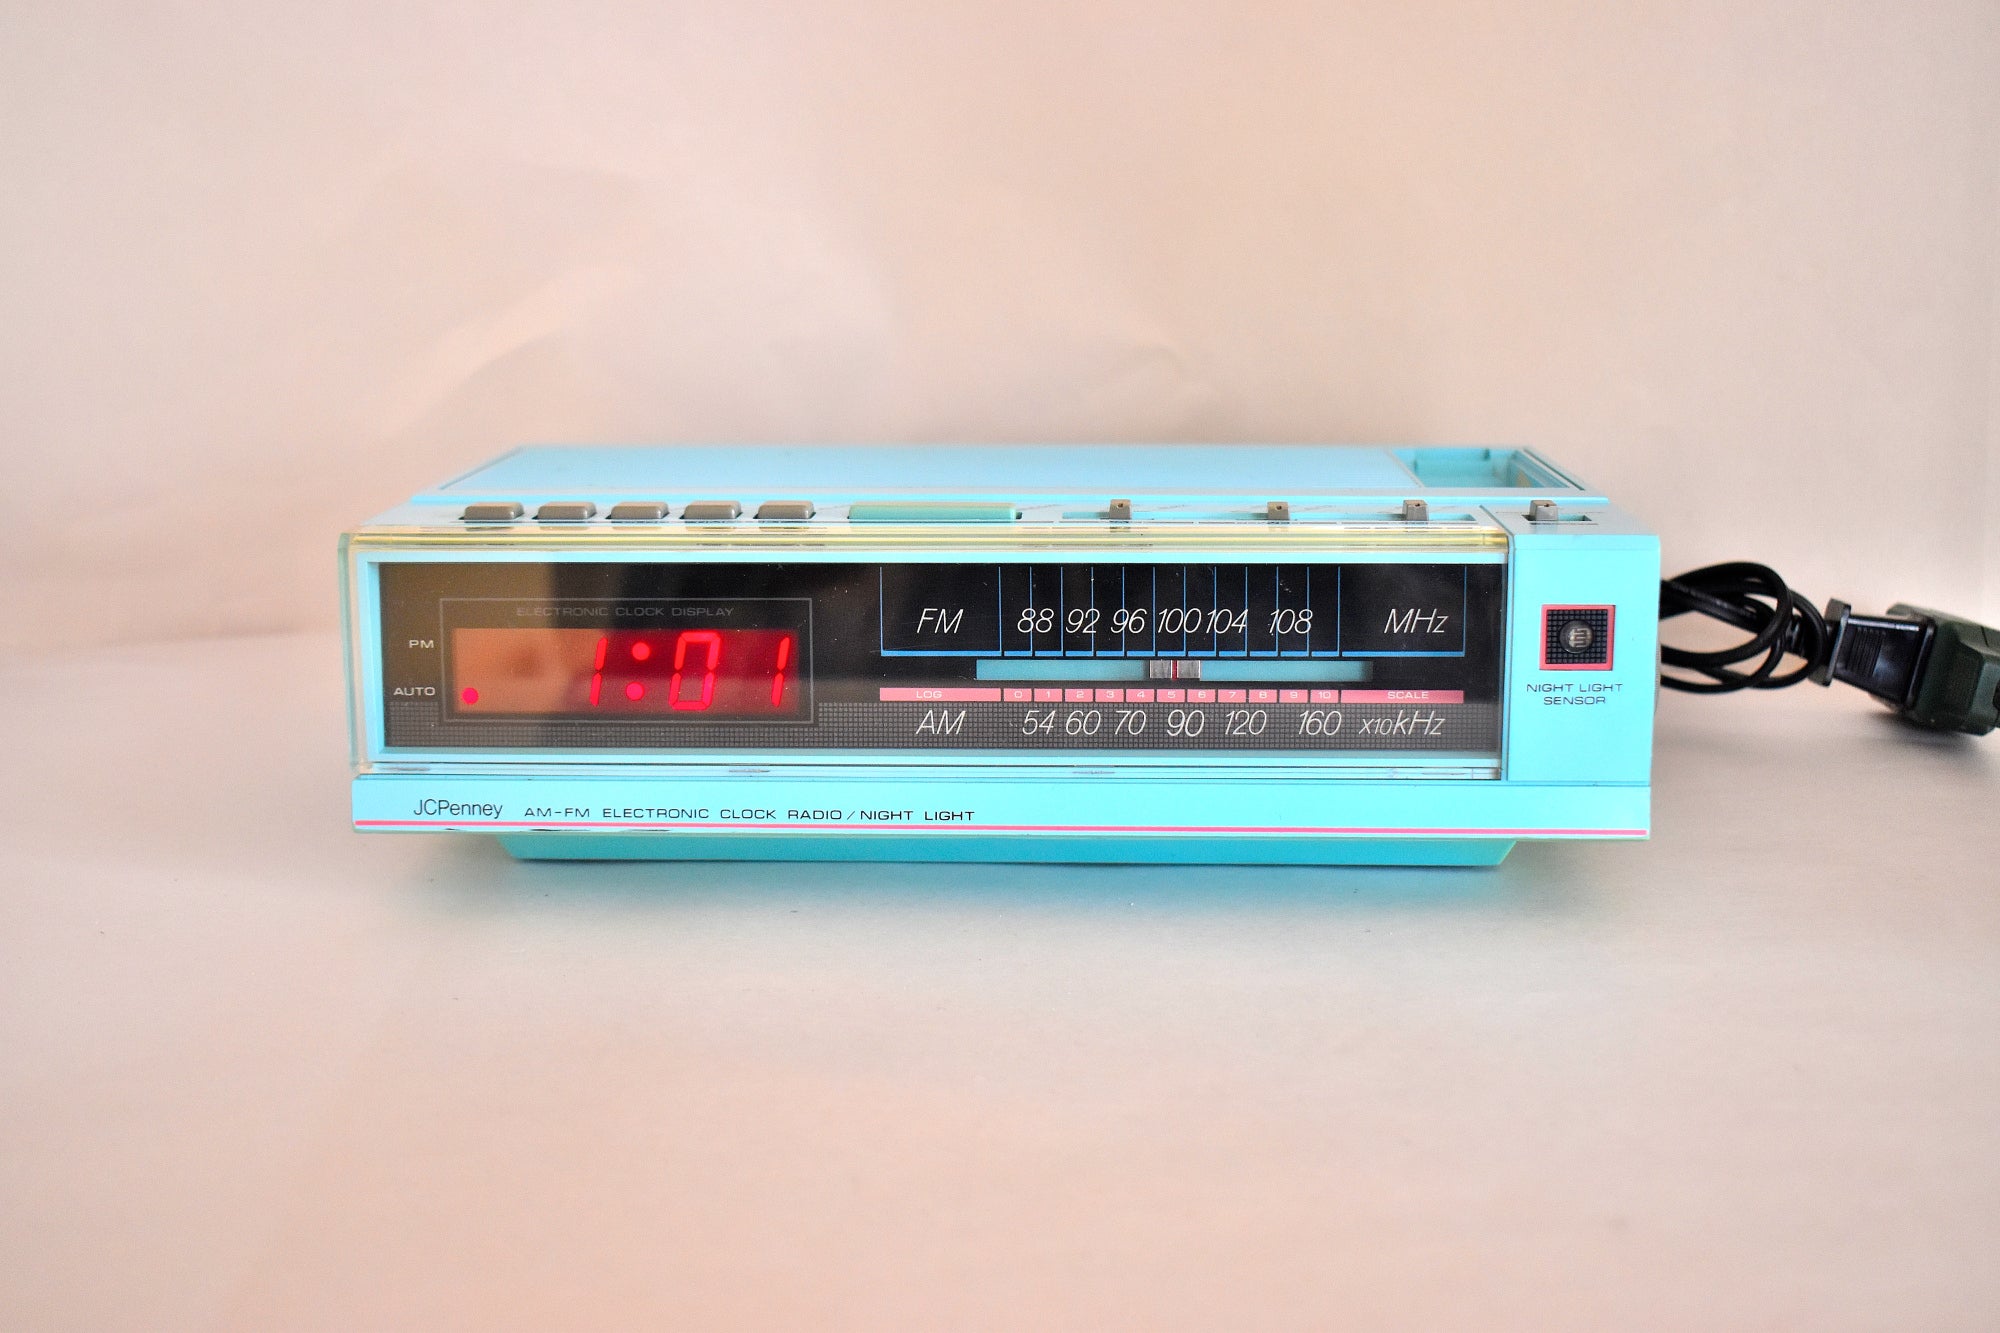 ELECTRONIC CLOCK DISPLAY
PM
AUTO
1:01
FM 88 92 96 100 104 108 MHz
LOG 0 1 2 3 4 5 6 7 8 9 10 SCALE
AM 54 60 70 90 120 160 x10kHz
NIGHT LIGHT
SENSOR
JCPenney AM-FM ELECTRONIC CLOCK RADIO / NIGHT LIGHT